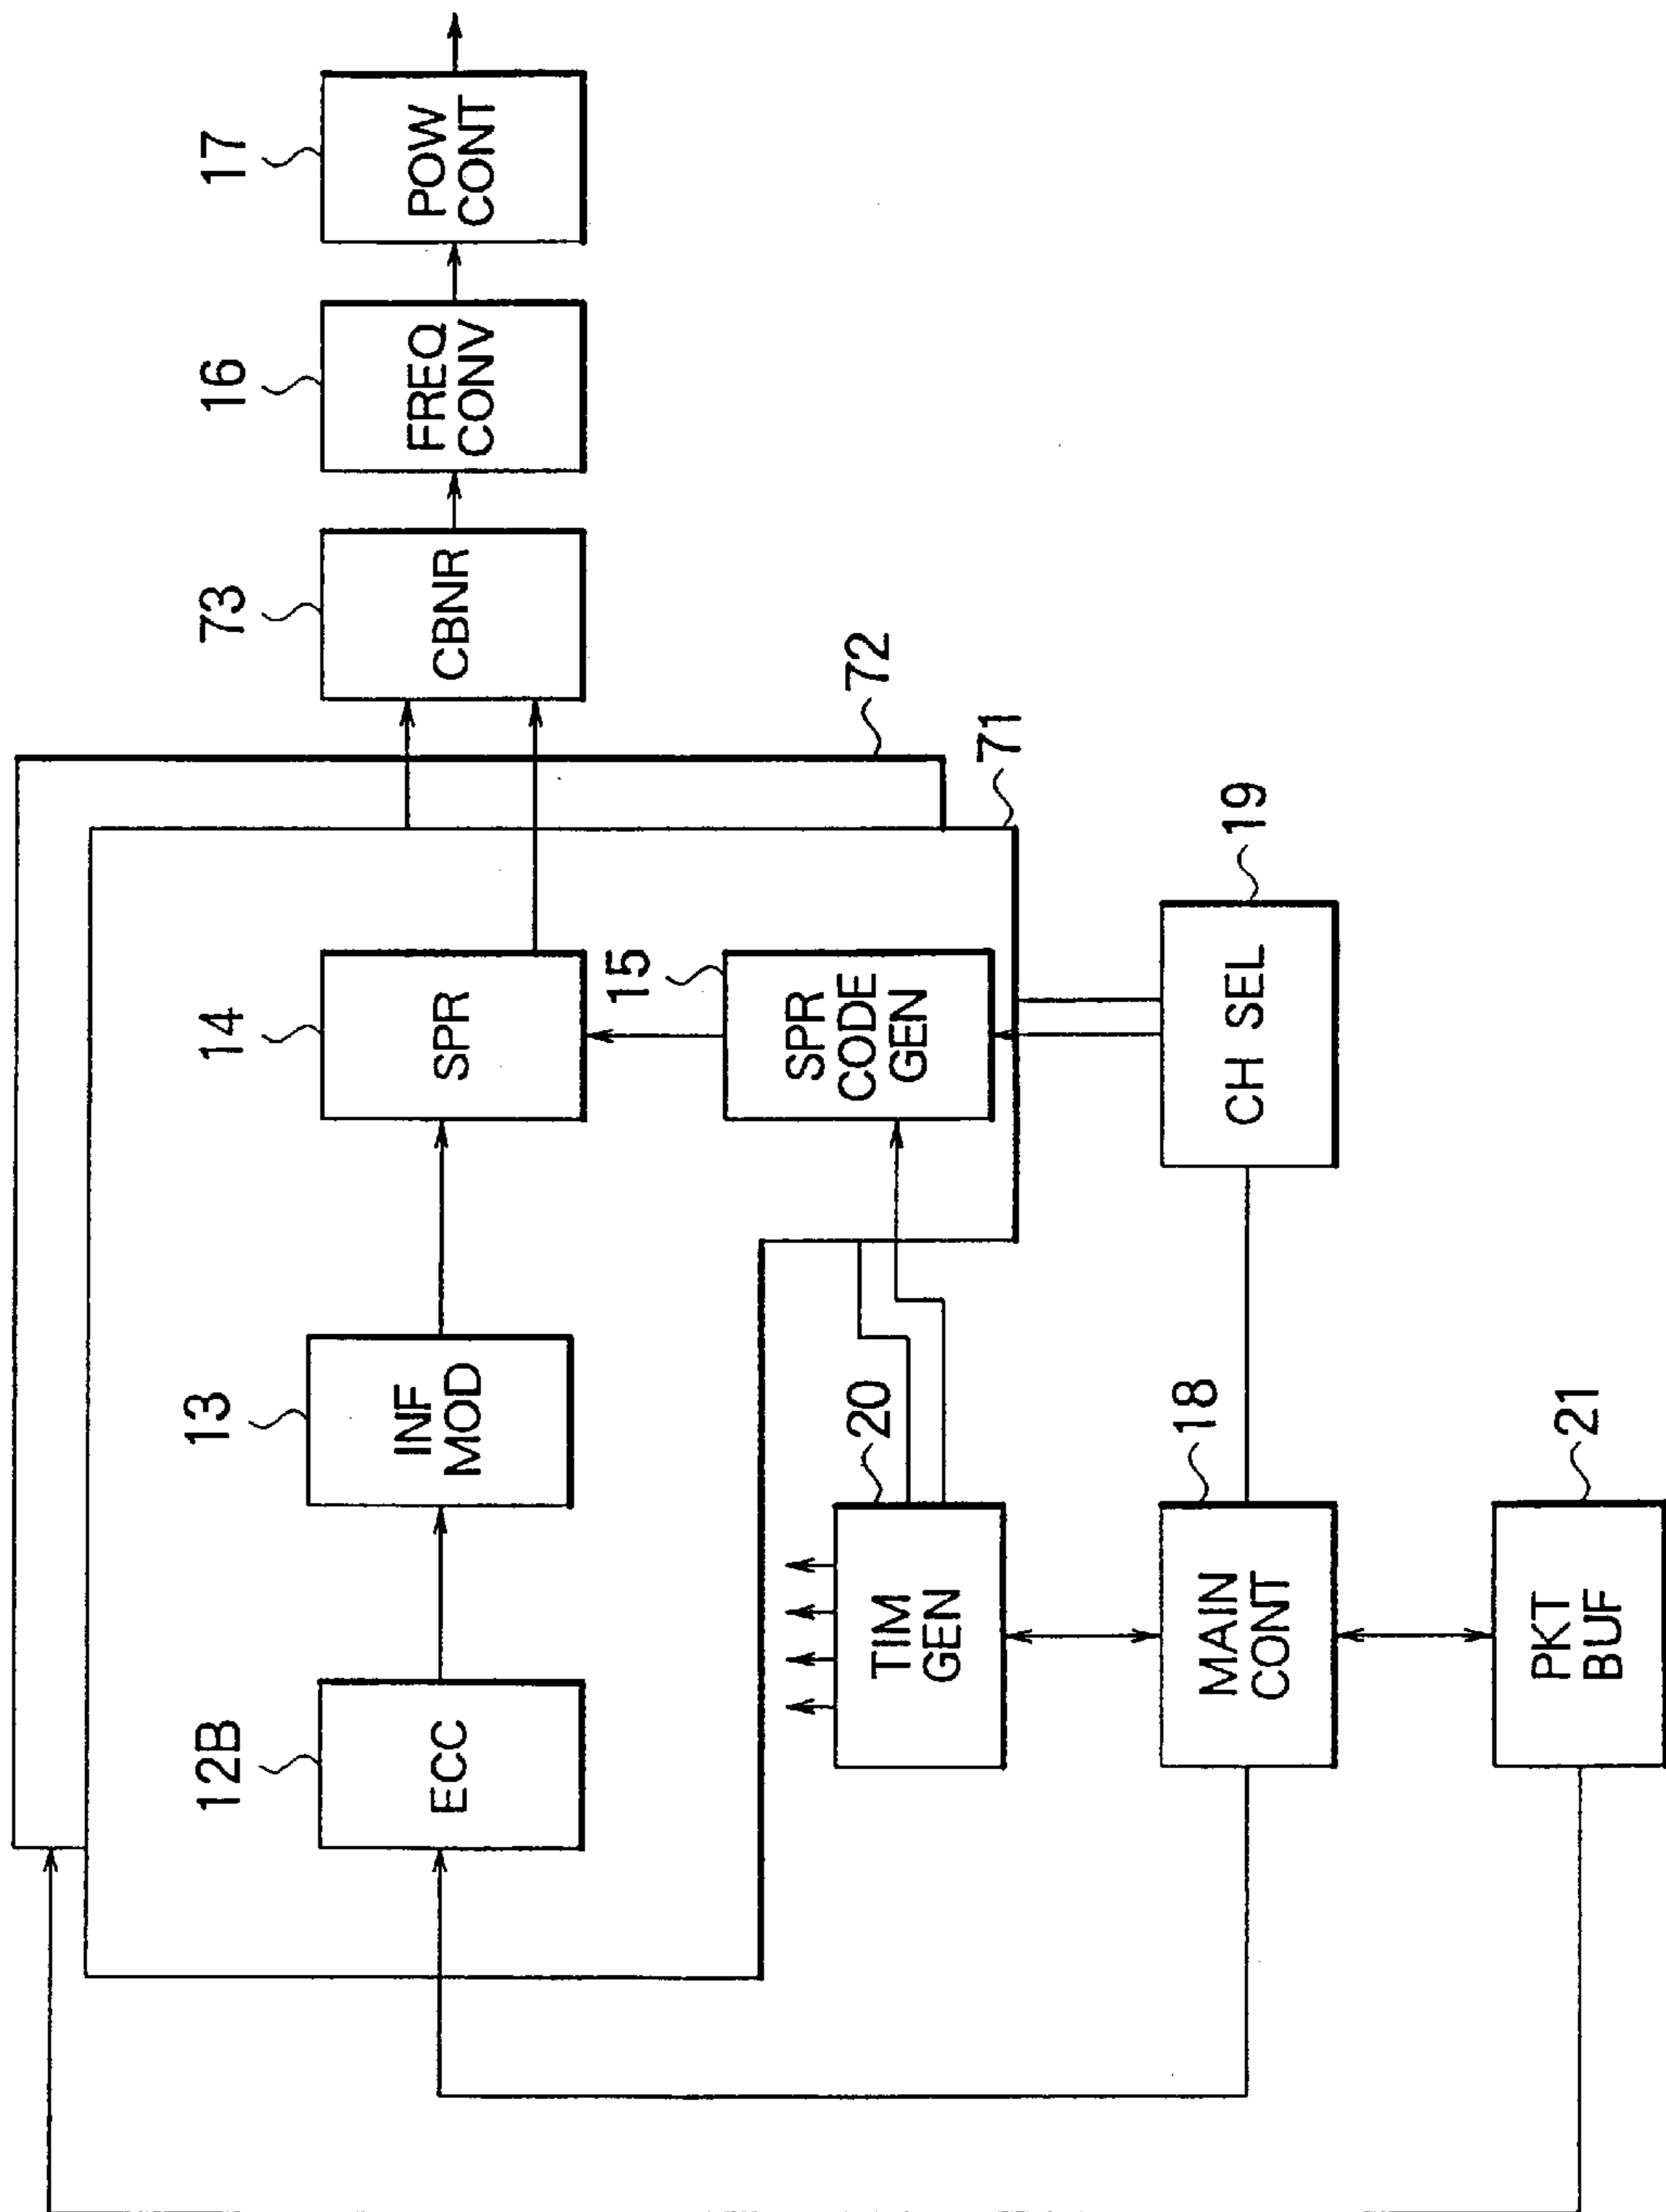 17
POW
CONT
16
FREQ
CONV
73
CBNR
72
71
14
SPR
15
SPR
CODE
GEN
19
CH SEL
13
INF
MOD
12B
ECC
20
TIM
GEN
18
MAIN
CONT
21
PKT
BUF